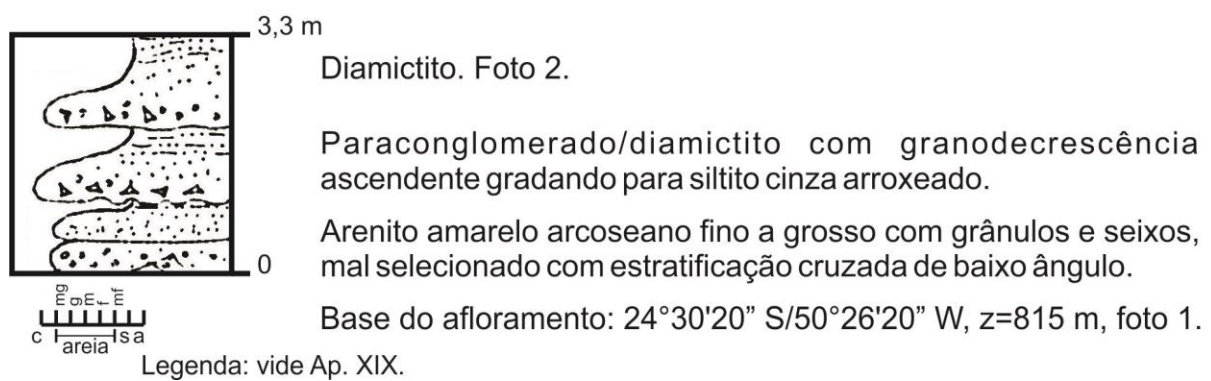 3,3 m
Diamictito. Foto 2.
Paraconglomerado/diamictito com granodecrescência
ascendente gradando para siltito cinza arroxeado.
Arenito amarelo arcoseano fino a grosso com grânulos e seixos,
mal selecionado com estratificação cruzada de baixo ângulo.
0
Base do afloramento: 24°30'20” S/50°26'20” W, z=815 m, foto 1.
mg
g
m
f
mf
c
areia
s a
Legenda: vide Ap. XIX.